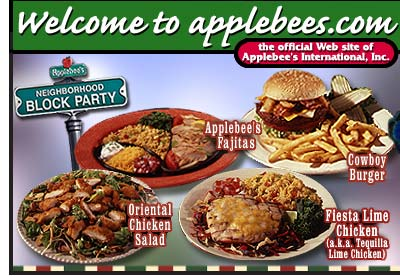 Welcome to applebees.com
the official Web site of
Applebee's International, Inc.
Applebee's
NEIGHBORHOOD
BLOCK PARTY
Applebee's
Fajitas
Cowboy
Burger
Oriental
Chicken
Salad
Fiesta Lime
Chicken
(a.k.a. Tequilla
Lime Chicken)